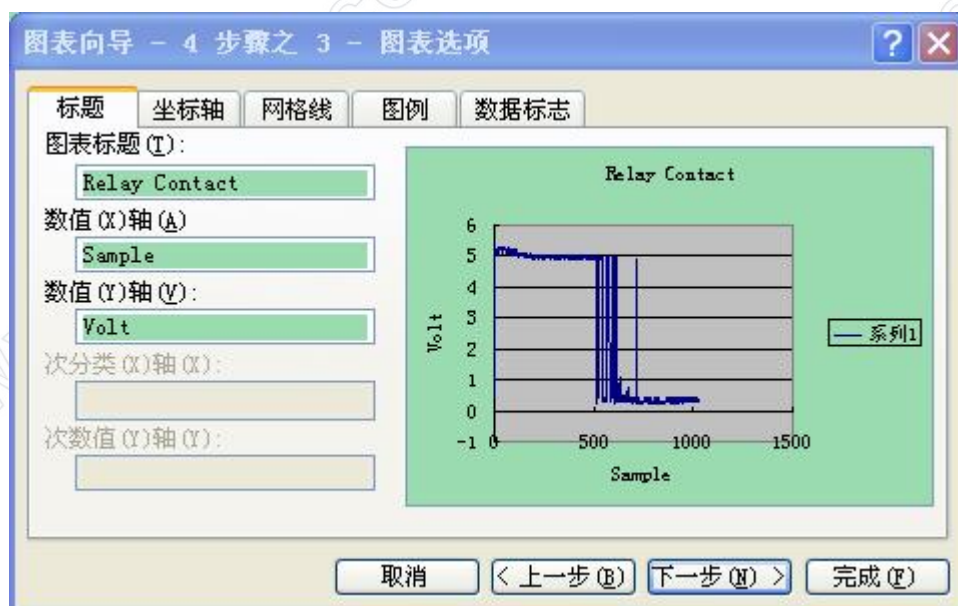 图表向导 - 4 步骤之 3 - 图表选项
标题 坐标轴 网格线 图例 数据标志
图表标题(T):
Relay Contact
数值(X)轴(A)
Sample
数值(Y)轴(V):
Volt
次分类(X)轴(X):
次数值(Y)轴(Y):
Relay Contact
6
5
4
3
2
1
0
-1
Volt
0 500 1000 1500
Sample
系列1
取消 < 上一步(B) 下一步(N) > 完成(F)